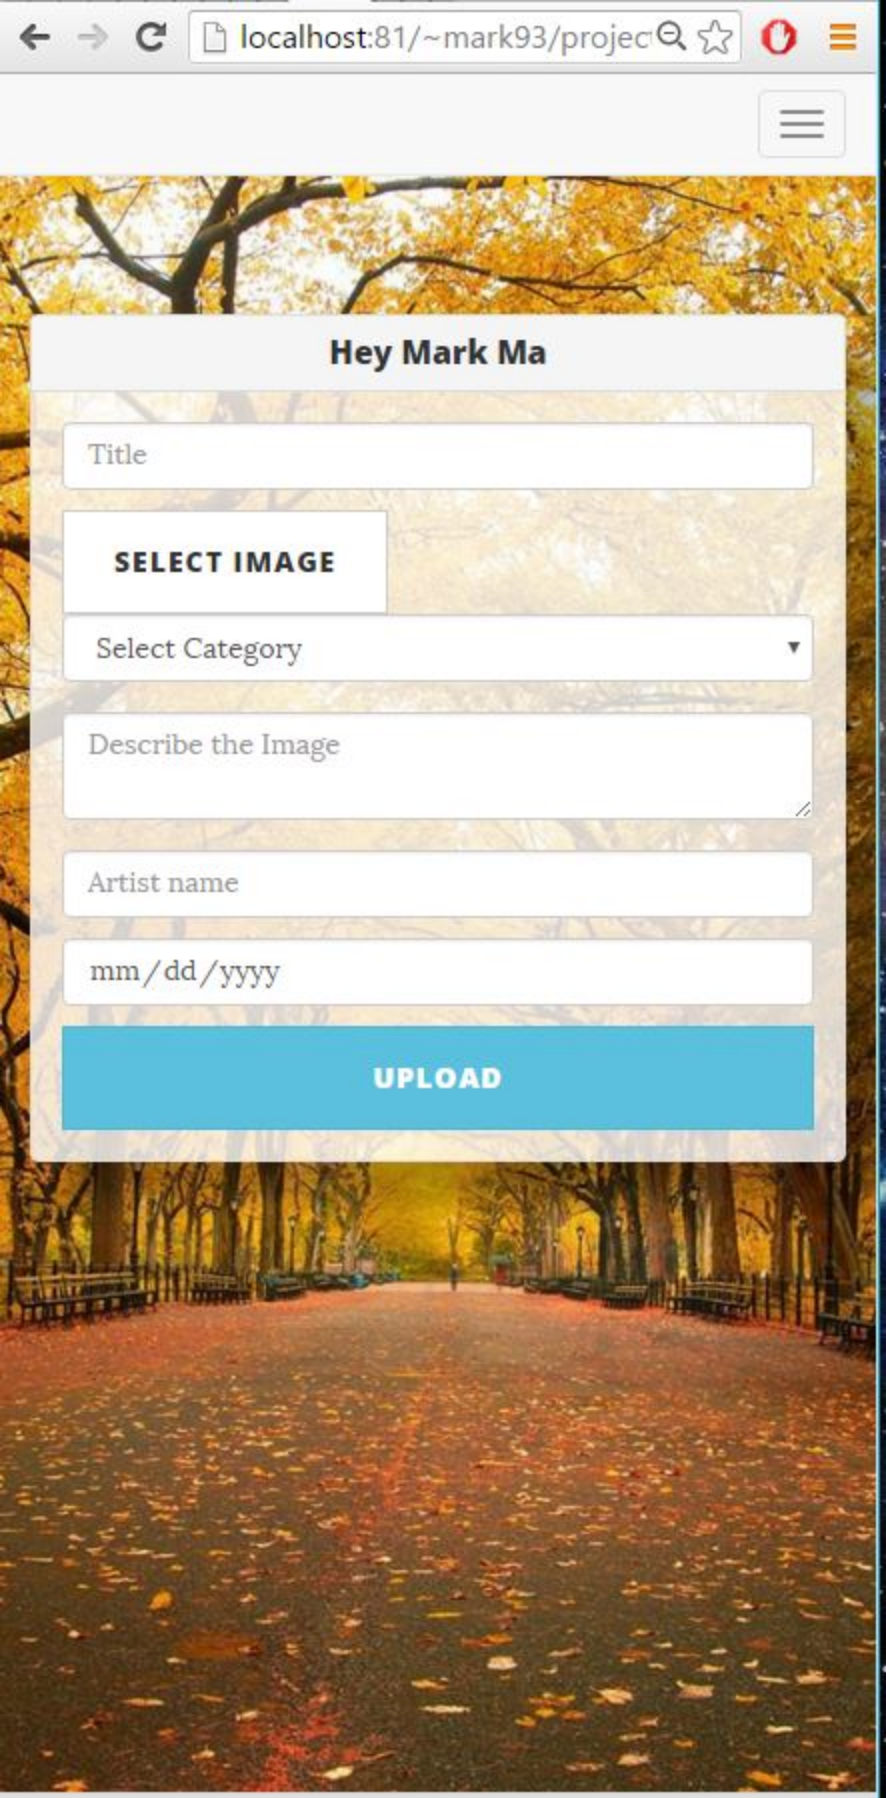 localhost:81/~mark93/projec
Hey Mark Ma
Title
SELECT IMAGE
Select Category
Describe the Image
Artist name
mm/dd/yyyy
UPLOAD